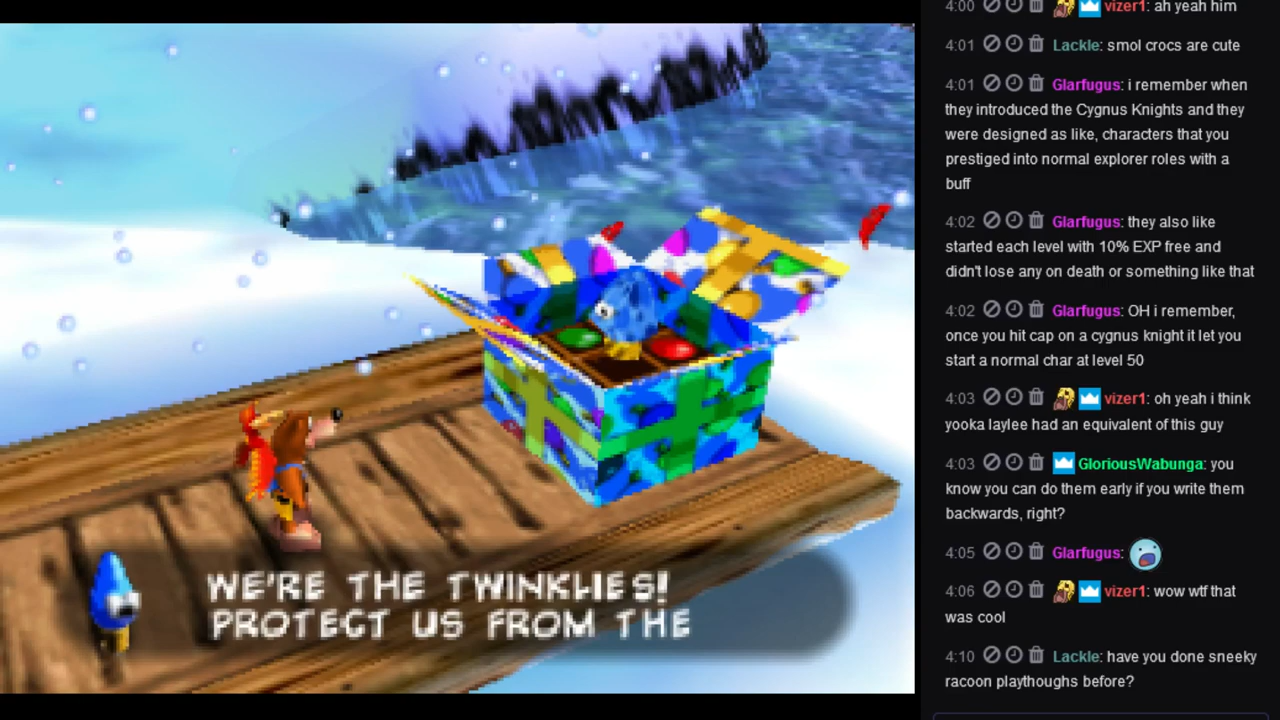 WE'RE THE TWINKLIES!
PROTECT US FROM THE
4:00 vizer1: ah yeah him
4:01 Lackle: smol crocs are cute
4:01 Glarfugus: i remember when
they introduced the Cygnus Knights and they
were designed as like, characters that you
prestiged into normal explorer roles with a
buff
4:02 Glarfugus: they also like
started each level with 10% EXP free and
didn't lose any on death or something like that
4:02 Glarfugus: OH i remember,
once you hit cap on a cygnus knight it let you
start a normal char at level 50
4:03 vizer1: oh yeah i think
yooka laylee had an equivalent of this guy
4:03 GloriousWabunga: you
know you can do them early if you write them
backwards, right?
4:05 Glarfugus:
4:06 vizer1: wow wtf that
was cool
4:10 Lackle: have you done sneeky
racoon playthoughs before?